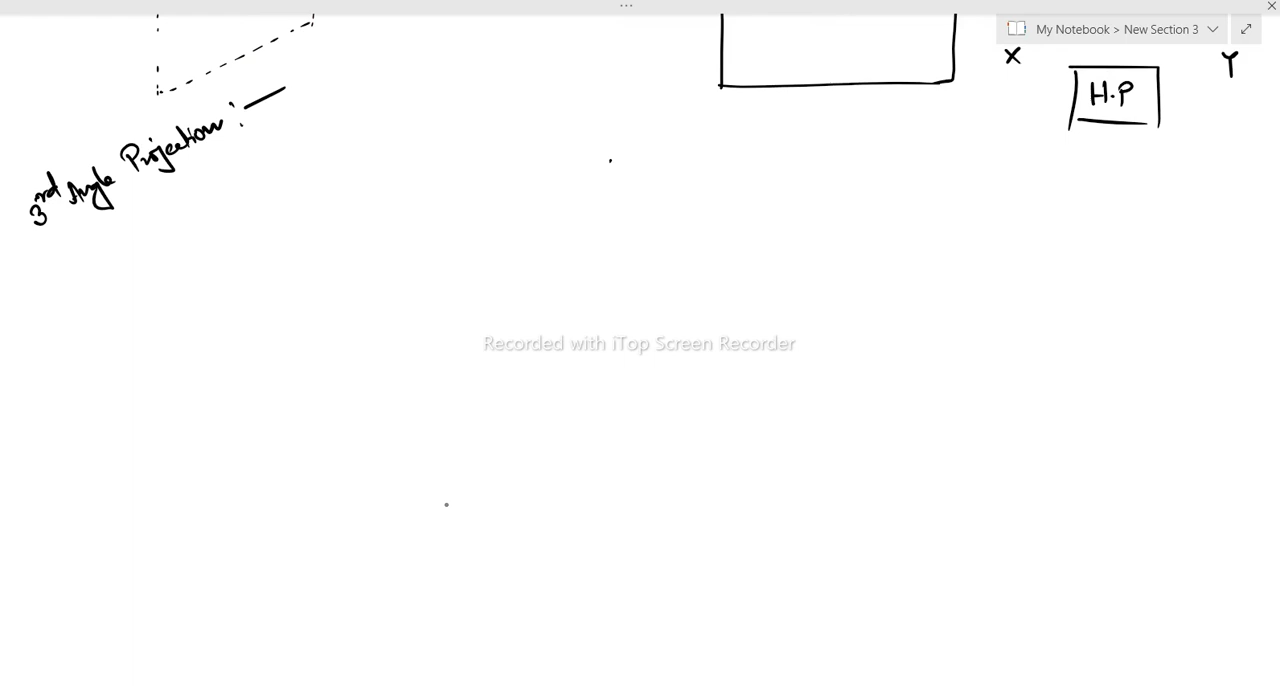 My Notebook > New Section 3
X Y
H.P
3rd Angle Projection :—
Recorded with iTop Screen Recorder